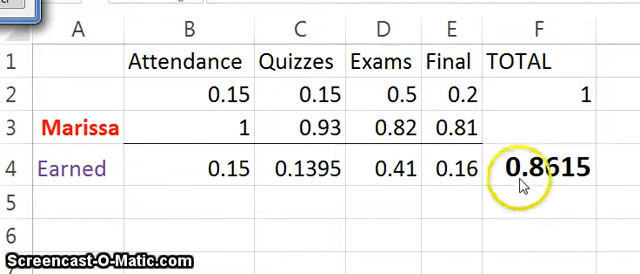 A B C D E F
1 Attendance Quizzes Exams Final TOTAL
2 0.15 0.15 0.5 0.2 1
3 Marissa 1 0.93 0.82 0.81
4 Earned 0.15 0.1395 0.41 0.16 0.8615
5
6
Screencast-O-Matic.com